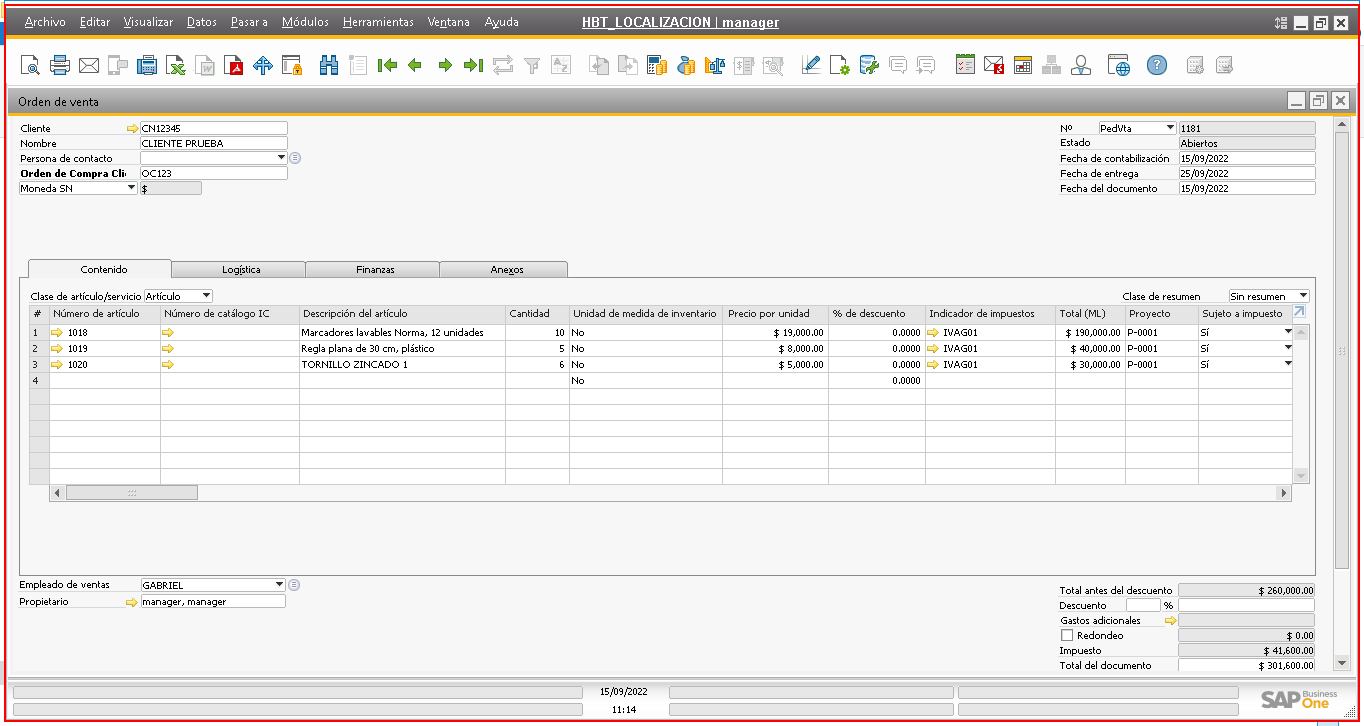 Archivo Editar Visualizar Datos Pasar a Módulos Herramientas Ventana Ayuda HBT_LOCALIZACION | manager
Orden de venta
Cliente CN12345
Nombre CLIENTE PRUEBA
Persona de contacto
Orden de Compra Cli OC123
Moneda SN $
Nº PedVta 1181
Estado Abiertos
Fecha de contabilización 15/09/2022
Fecha de entrega 25/09/2022
Fecha del documento 15/09/2022
Contenido Logística Finanzas Anexos
Clase de artículo/servicio Artículo Clase de resumen Sin resumen
# Número de artículo Número de catálogo IC Descripción del artículo Cantidad Unidad de medida de inventario Precio por unidad % de descuento Indicador de impuestos Total (ML) Proyecto Sujeto a impuesto
1 1018 Marcadores lavables Norma, 12 unidades 10 No $ 19,000.00 0.0000 IVAG01 $ 190,000.00 P-0001 Sí
2 1019 Regla plana de 30 cm, plástico 5 No $ 8,000.00 0.0000 IVAG01 $ 40,000.00 P-0001 Sí
3 1020 TORNILLO ZINCADO 1 6 No $ 5,000.00 0.0000 IVAG01 $ 30,000.00 P-0001 Sí
4 No 0.0000
Empleado de ventas GABRIEL
Propietario manager, manager
Total antes del descuento $ 260,000.00
Descuento %
Gastos adicionales
Redondeo $ 0.00
Impuesto $ 41,600.00
Total del documento $ 301,600.00
15/09/2022
11:14
SAP Business One